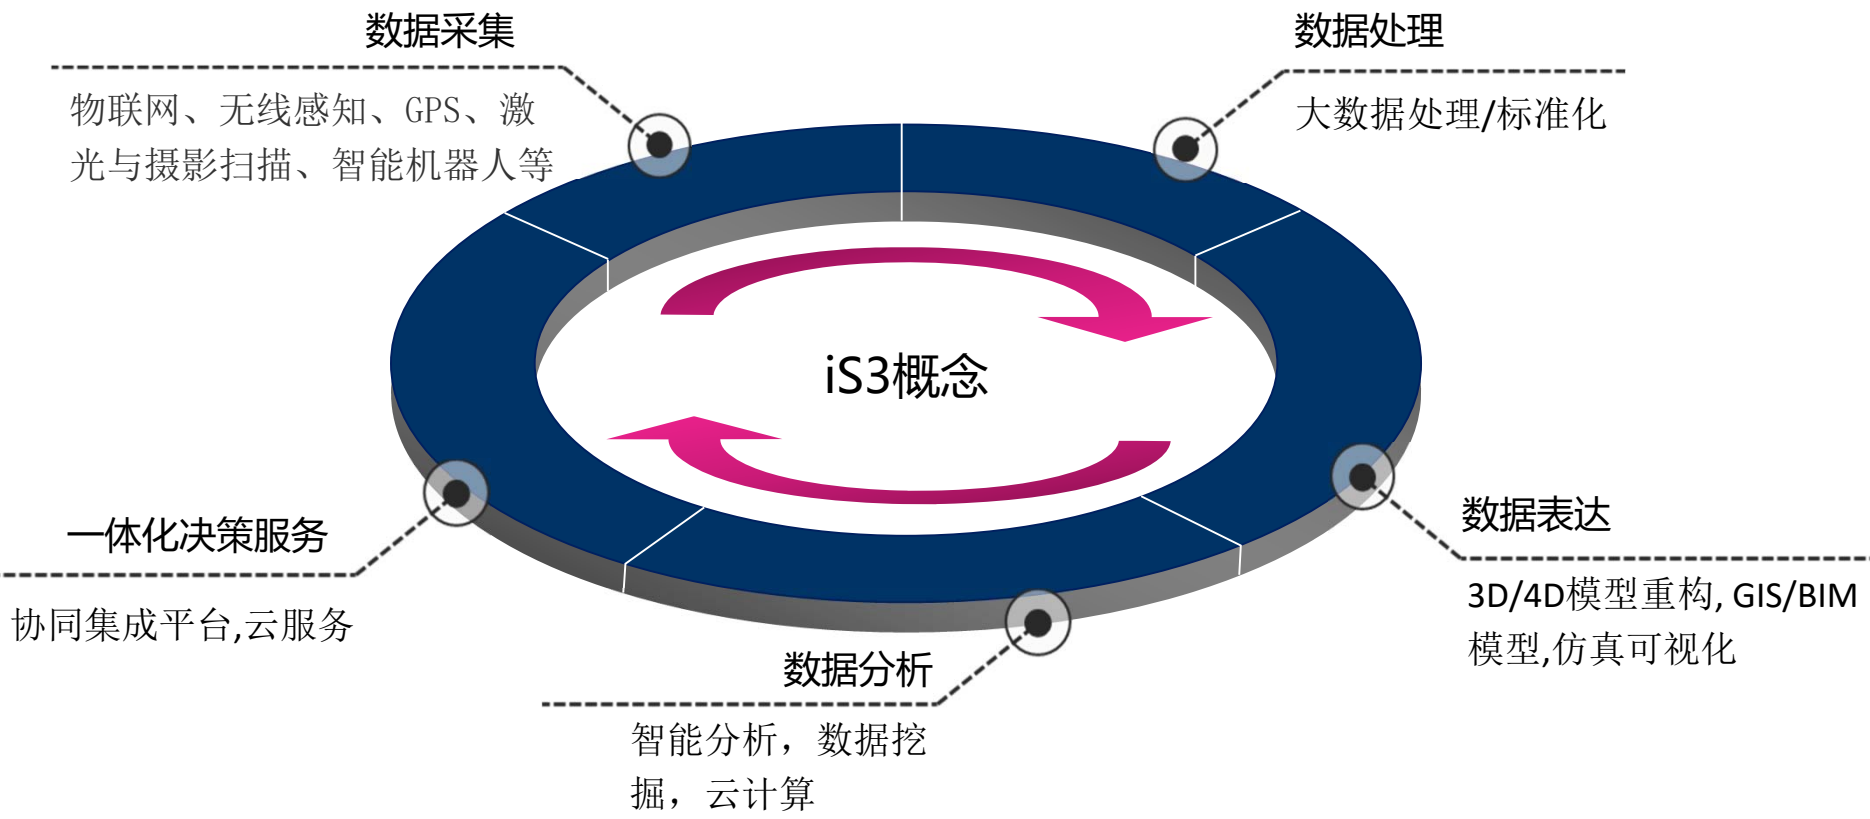 数据采集
物联网、无线感知、GPS、激
光与摄影扫描、智能机器人等
数据处理
大数据处理/标准化
iS3概念
数据表达
3D/4D模型重构, GIS/BIM
模型,仿真可视化
数据分析
智能分析，数据挖
掘，云计算
一体化决策服务
协同集成平台,云服务